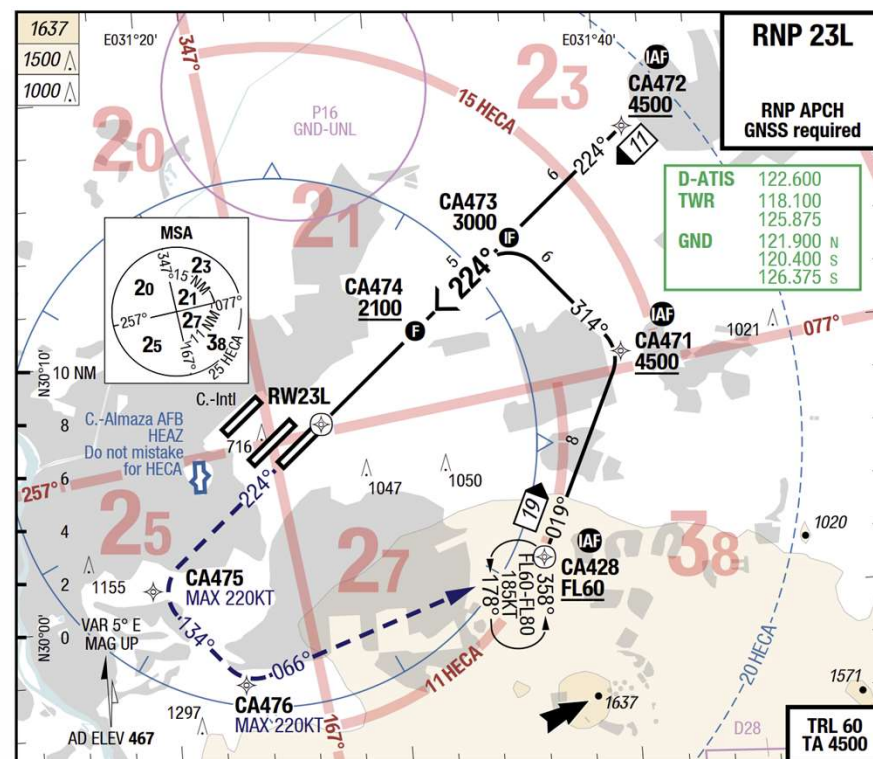 1637
1500
1000
E031°20'
347°
E031°40'
IAF
CA472
4500
RNP 23L
RNP APCH
GNSS required
23
P16
GND-UNL
15 HECA
11
224°
6
20
D-ATIS 122.600
TWR 118.100
125.875
GND 121.900 N
120.400 S
126.375 S
21
CA473
3000
IF
MSA
23
20
347°
15 NM
21
077°
257°
27
11 NM
25
167°
38
25 HECA
5
224°
6
CA474
2100
F
314°
IAF
CA471
4500
1021
077°
N30°10'
10 NM
C.-Intl
RW23L
C.-Almaza AFB
HEAZ
Do not mistake
for HECA
8
716
8
6
257°
224°
1047
1050
19
019°
IAF
CA428
FL60
38
1020
4
25
27
358°
FL60-FL80
185KT
178°
2
1155
CA475
MAX 220KT
VAR 5° E
MAG UP
N30°00'
0
134°
066°
11 HECA
20 HECA
CA476
MAX 220KT
1297
167°
1637
1571
D28
AD ELEV 467
TRL 60
TA 4500